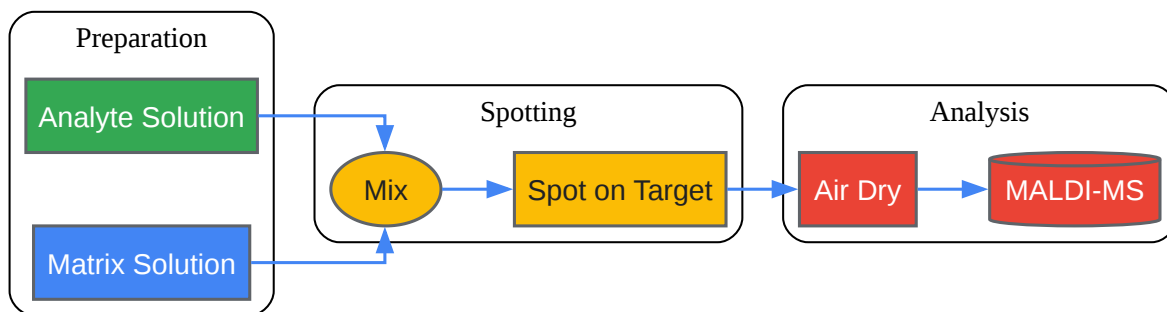 Preparation
Analyte Solution
Matrix Solution
Spotting
Mix
Spot on Target
Analysis
Air Dry
MALDI-MS